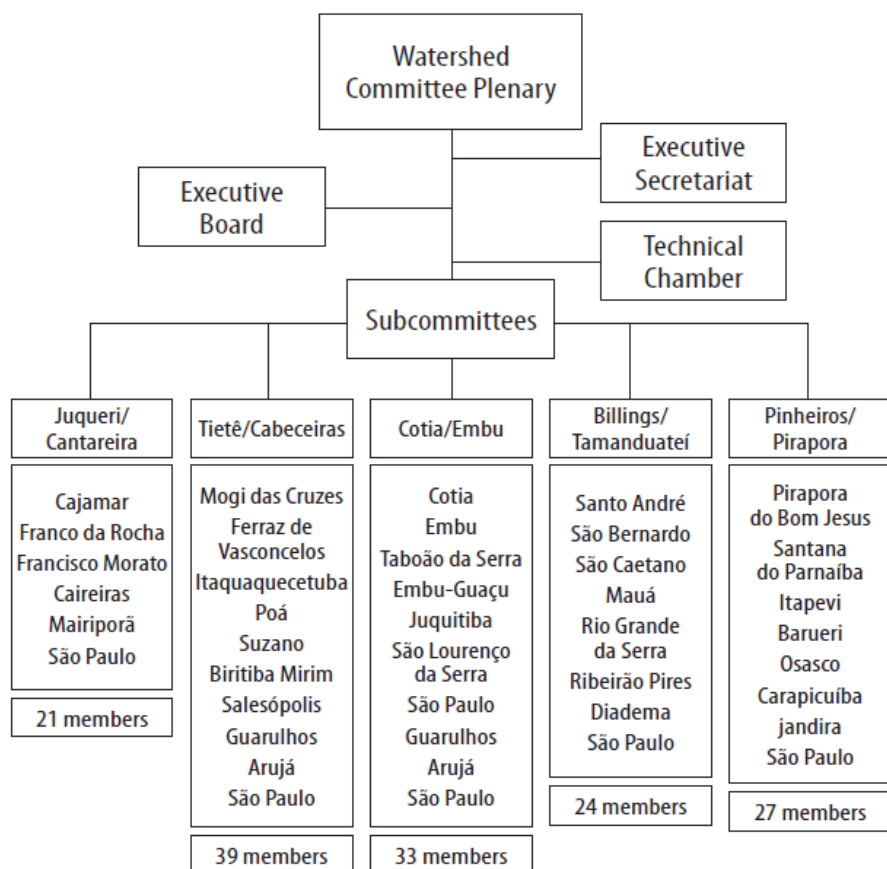 Watershed
Committee Plenary
Executive
Secretariat
Executive
Board
Technical
Chamber
Subcommittees
Juqueri/
Cantareira
Cajamar
Franco da Rocha
Francisco Morato
Caireiras
Mairiporã
São Paulo
21 members
Tietê/Cabeceiras
Mogi das Cruzes
Ferraz de
Vasconcelos
Itaquaquecetuba
Poá
Suzano
Biritiba Mirim
Salesópolis
Guarulhos
Arujá
São Paulo
39 members
Cotia/Embu
Cotia
Embu
Taboão da Serra
Embu-Guaçu
Juquitiba
São Lourenço
da Serra
São Paulo
Guarulhos
Arujá
São Paulo
33 members
Billings/
Tamanduateí
Santo André
São Bernardo
São Caetano
Mauá
Rio Grande
da Serra
Ribeirão Pires
Diadema
São Paulo
24 members
Pinheiros/
Pirapora
Pirapora
do Bom Jesus
Santana
do Parnaíba
Itapevi
Barueri
Osasco
Carapicuíba
jandira
São Paulo
27 members